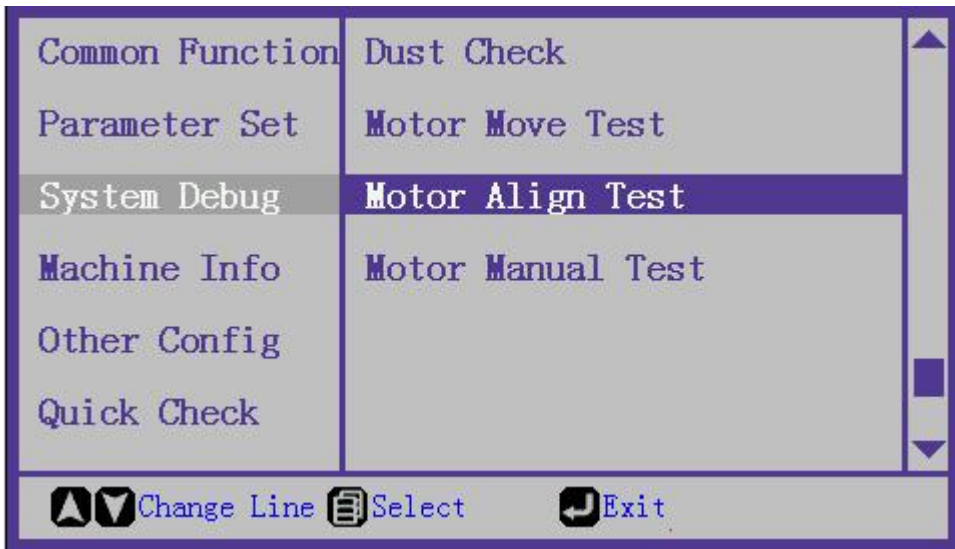 Common Function
Parameter Set
System Debug
Machine Info
Other Config
Quick Check
Dust Check
Motor Move Test
Motor Align Test
Motor Manual Test
Change Line Select Exit